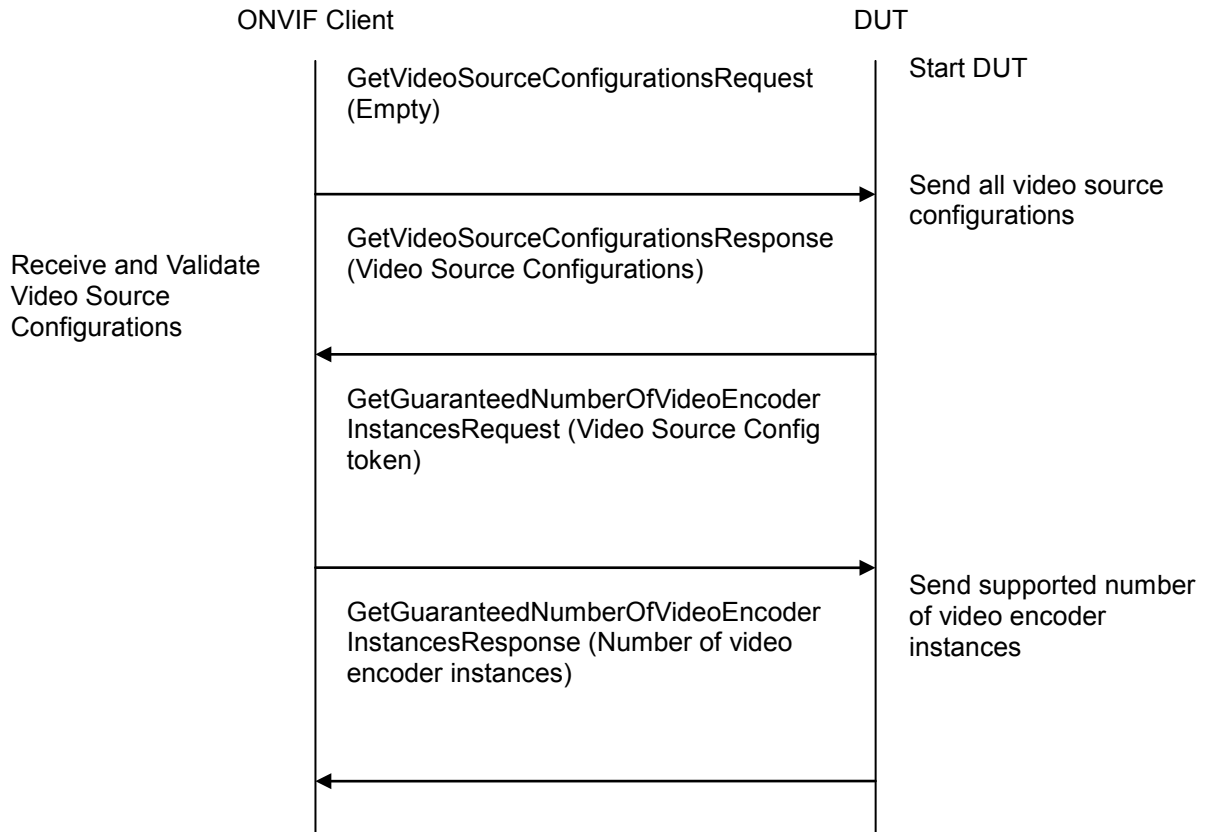 ONVIF Client
DUT
Start DUT
GetVideoSourceConfigurationsRequest
(Empty)
Send all video source
configurations
GetVideoSourceConfigurationsResponse
(Video Source Configurations)
Receive and Validate
Video Source
Configurations
GetGuaranteedNumberOfVideoEncoder
InstancesRequest (Video Source Config
token)
Send supported number
of video encoder
instances
GetGuaranteedNumberOfVideoEncoder
InstancesResponse (Number of video
encoder instances)